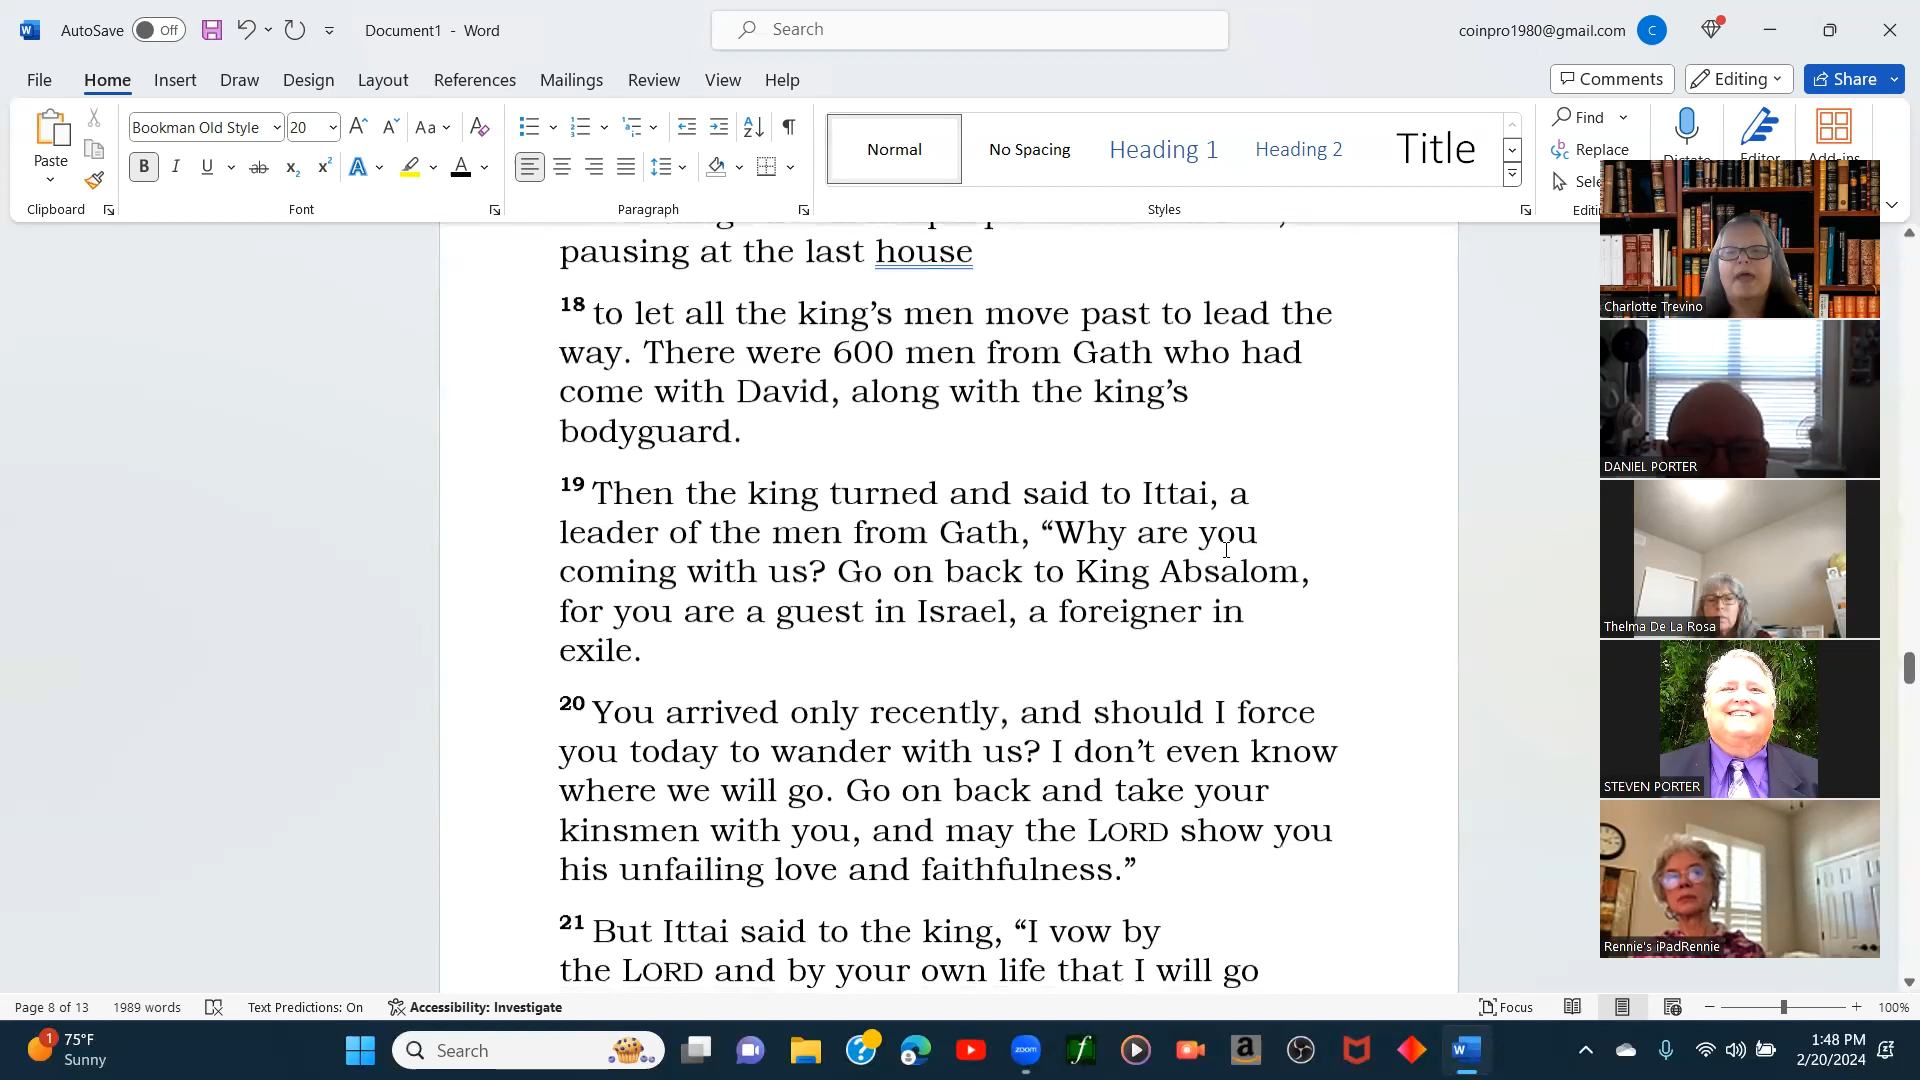 AutoSave Off Document1 - Word Search coinpro1980@gmail.com C
File Home Insert Draw Design Layout References Mailings Review View Help Comments Editing Share
Paste Bookman Old Style 20 Normal No Spacing Heading 1 Heading 2 Title Find Replace
Clipboard Font Paragraph Styles
pausing at the last house
18 to let all the king’s men move past to lead the
way. There were 600 men from Gath who had
come with David, along with the king’s
bodyguard.
19 Then the king turned and said to Ittai, a
leader of the men from Gath, “Why are you
coming with us? Go on back to King Absalom,
for you are a guest in Israel, a foreigner in
exile.
20 You arrived only recently, and should I force
you today to wander with us? I don’t even know
where we will go. Go on back and take your
kinsmen with you, and may the LORD show you
his unfailing love and faithfulness.”
21 But Ittai said to the king, “I vow by
the LORD and by your own life that I will go
Charlotte Trevino
DANIEL PORTER
Thelma De La Rosa
STEVEN PORTER
Rennie's iPadRennie
Page 8 of 13 1989 words Text Predictions: On Accessibility: Investigate Focus 100%
1 75°F
Sunny
Search
zoom
1:48 PM
2/20/2024